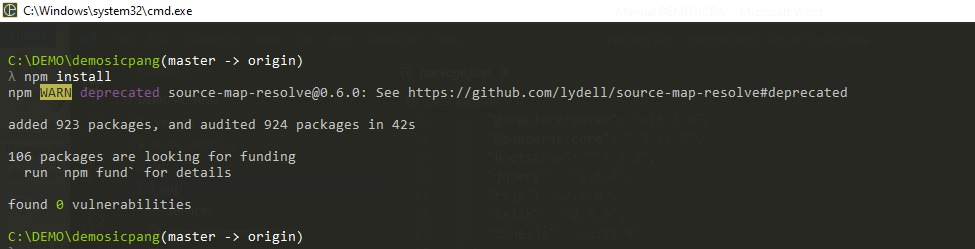 C:\Windows\system32\cmd.exe
C:\DEMO\demosicpang(master -> origin)
λ npm install
npm WARN deprecated source-map-resolve@0.6.0: See https://github.com/lydell/source-map-resolve#deprecated
added 923 packages, and audited 924 packages in 42s
106 packages are looking for funding
run `npm fund` for details
found 0 vulnerabilities
C:\DEMO\demosicpang(master -> origin)